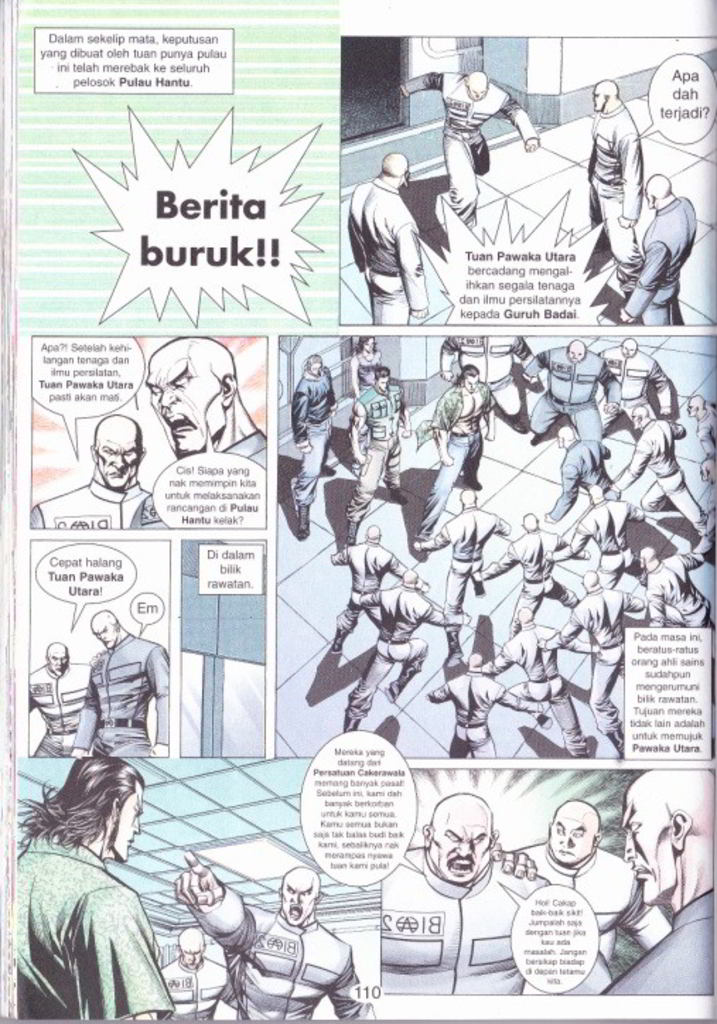 Dalam sekelip mata, keputusan
yang dibuat oleh tuan punya pulau
ini telah merebak ke seluruh
pelosok Pulau Hantu.
Berita
buruk!!
Apa
dah
terjadi?
Tuan Pawaka Utara
bercadang mengal-
ihkan segala tenaga
dan ilmu persilatannya
kepada Guruh Badai.
Apa?! Setelah kehi-
langan tenaga dan
ilmu persilatan,
Tuan Pawaka Utara
pasti akan mati.
Cis! Siapa yang
nak memimpin kita
untuk melaksanakan
rancangan di Pulau
Hantu kelak?
Cepat halang
Tuan Pawaka
Utara!
Em
Di dalam
bilik
rawatan.
Pada masa ini,
beratus-ratus
orang ahli sains
sudahpun
mengerumuni
bilik rawatan.
Tujuan mereka
tidak lain adalah
untuk memujuk
Pawaka Utara.
Mereka yang
datang dari
Persatuan Cakerawala
memang banyak pasal!
Sebelum ini, kami dah
banyak berkorban
untuk kamu semua.
Kamu semua bukan
saja tak balas budi baik
kami, malah nak
merampas nyawa
tuan kami pula!
Hoi! Cakap
baik-baik sikit!
Jumpalah saja
dengan tuan jika
kau ada
masalah. Jangan
bersikap biadap
di depan tetamu
kita.
110